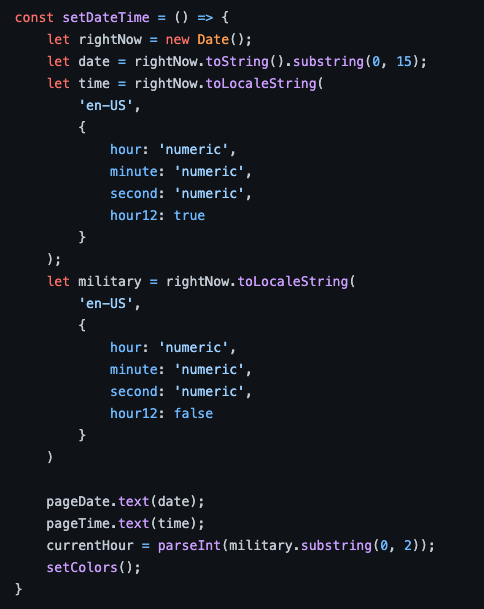 const setDateTime = () => {
    let rightNow = new Date();
    let date = rightNow.toString().substring(0, 15);
    let time = rightNow.toLocaleString(
        'en-US',
        {
            hour: 'numeric',
            minute: 'numeric',
            second: 'numeric',
            hour12: true
        }
    );
    let military = rightNow.toLocaleString(
        'en-US',
        {
            hour: 'numeric',
            minute: 'numeric',
            second: 'numeric',
            hour12: false
        }
    )

    pageDate.text(date);
    pageTime.text(time);
    currentHour = parseInt(military.substring(0, 2));
    setColors();
}